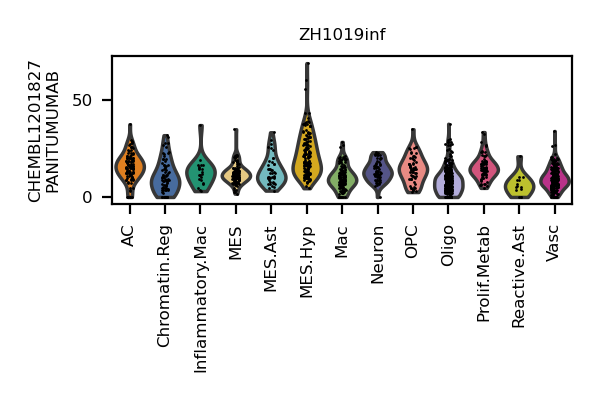 ZH1019inf
CHEMBL1201827
PANITUMUMAB
50
0
AC
Chromatin.Reg
Inflammatory.Mac
MES
MES.Ast
MES.Hyp
Mac
Neuron
OPC
Oligo
Prolif.Metab
Reactive.Ast
Vasc